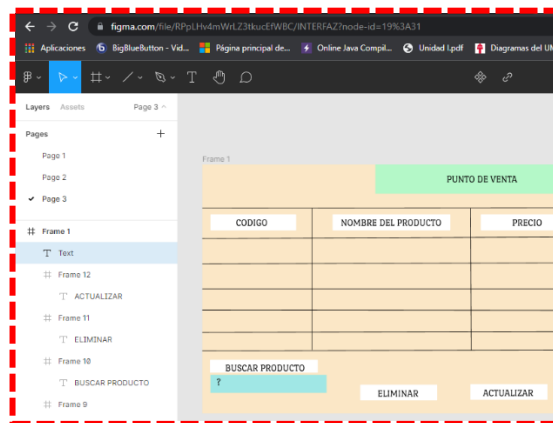 figma.com/file/RPpLHv4mWrLZ3tkucEfWBC/INTERFAZ?node-id=19%3A31
Aplicaciones BigBlueButton - Vid... Página principal de... Online Java Compil... Unidad I.pdf Diagramas del UM
Layers Assets Page 3
Pages +
Page 1
Page 2
Page 3
Frame 1
Text
Frame 12
ACTUALIZAR
Frame 11
ELIMINAR
Frame 10
BUSCAR PRODUCTO
Frame 9
Frame 1
PUNTO DE VENTA
CODIGO NOMBRE DEL PRODUCTO PRECIO
BUSCAR PRODUCTO
?
ELIMINAR ACTUALIZAR